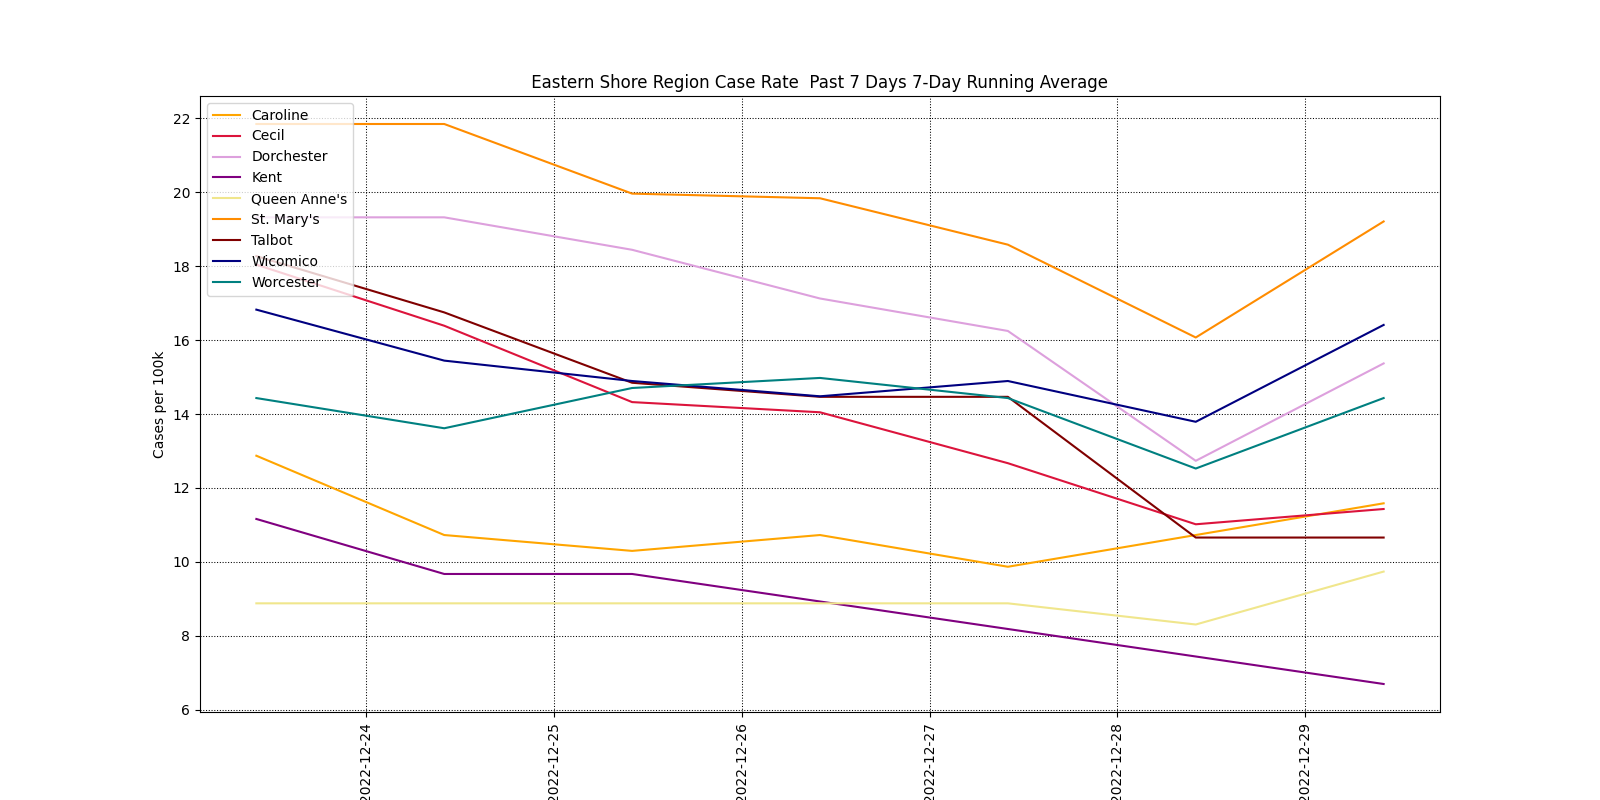 Eastern Shore Region Case Rate  Past 7 Days 7-Day Running Average
Caroline
Cecil
Dorchester
Kent
Queen Anne's
St. Mary's
Talbot
Wicomico
Worcester
Cases per 100k
22
20
18
16
14
12
10
8
6
2022-12-24
2022-12-25
2022-12-26
2022-12-27
2022-12-28
2022-12-29